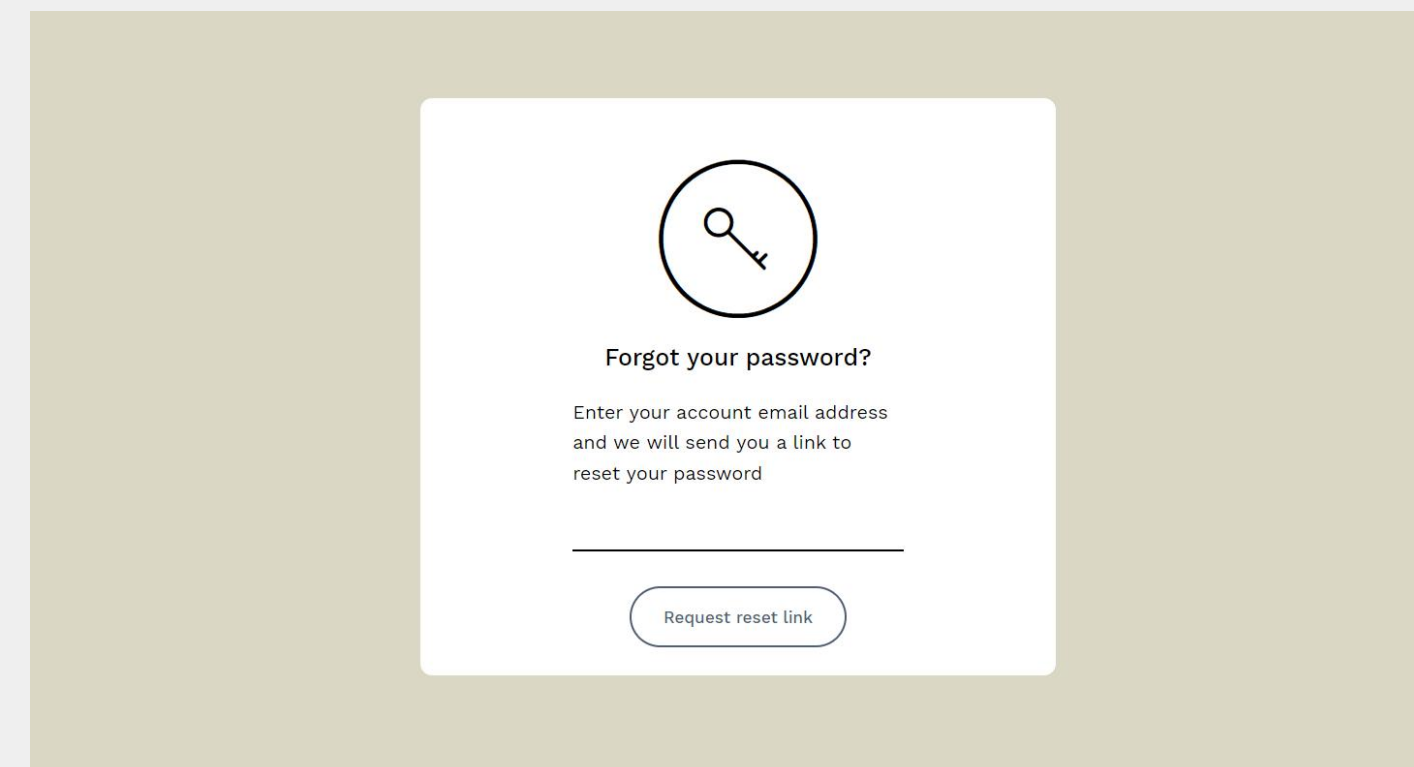 Forgot your password?
Enter your account email address
and we will send you a link to
reset your password
Request reset link